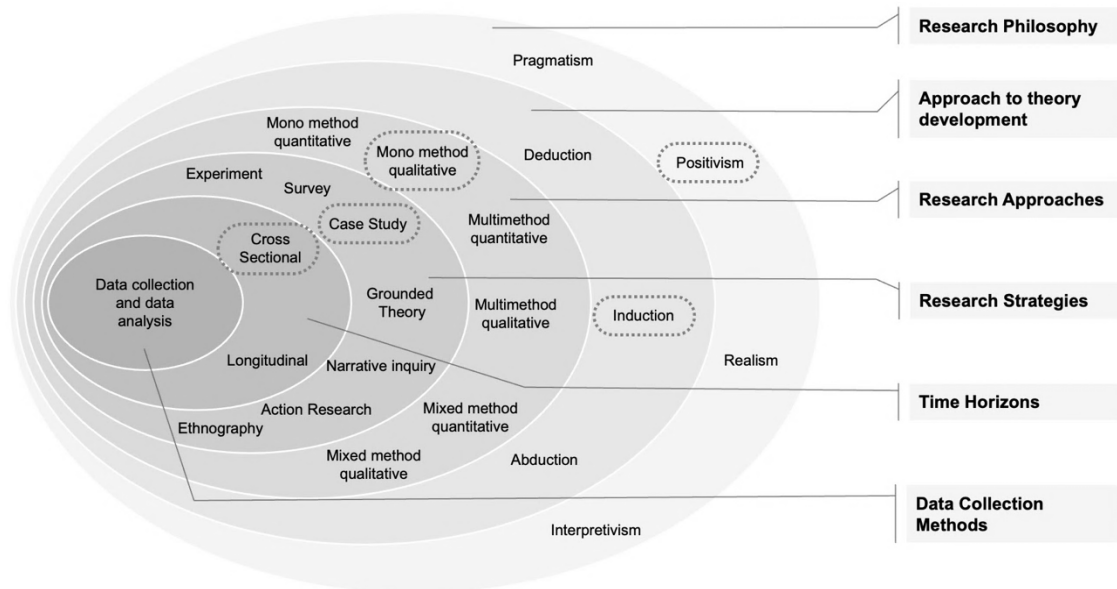 Research Philosophy
Pragmatism
Approach to theory
development
Mono method
quantitative
Mono method
qualitative
Deduction
Positivism
Experiment
Survey
Research Approaches
Case Study
Multimethod
quantitative
Cross
Sectional
Data collection
and data
analysis
Grounded
Theory
Multimethod
qualitative
Induction
Research Strategies
Longitudinal
Narrative inquiry
Realism
Action Research
Time Horizons
Ethnography
Mixed method
quantitative
Mixed method
qualitative
Abduction
Interpretivism
Data Collection
Methods